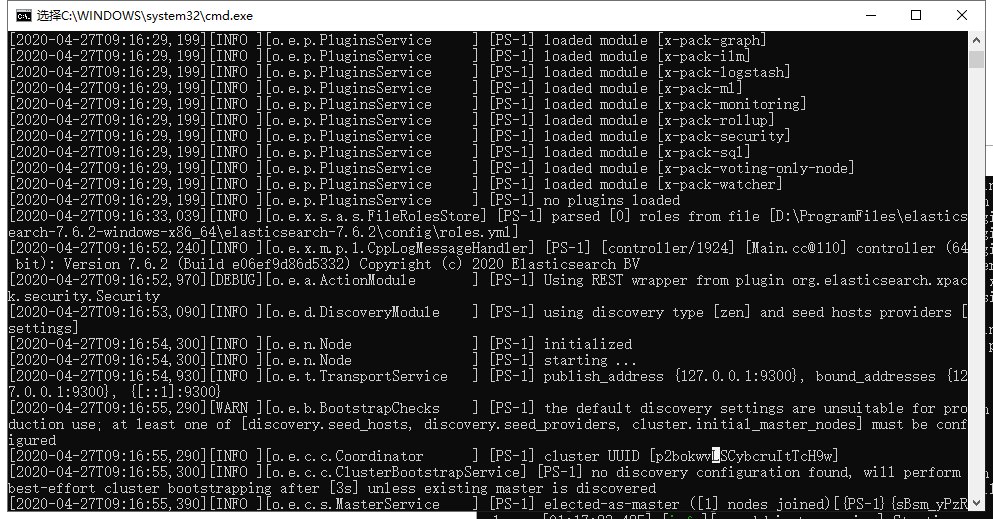 选择C:\WINDOWS\system32\cmd.exe
[2020-04-27T09:16:29,199][INFO ][o.e.p.PluginsService     ] [PS-1] loaded module [x-pack-graph]
[2020-04-27T09:16:29,199][INFO ][o.e.p.PluginsService     ] [PS-1] loaded module [x-pack-ilm]
[2020-04-27T09:16:29,199][INFO ][o.e.p.PluginsService     ] [PS-1] loaded module [x-pack-logstash]
[2020-04-27T09:16:29,199][INFO ][o.e.p.PluginsService     ] [PS-1] loaded module [x-pack-ml]
[2020-04-27T09:16:29,199][INFO ][o.e.p.PluginsService     ] [PS-1] loaded module [x-pack-monitoring]
[2020-04-27T09:16:29,199][INFO ][o.e.p.PluginsService     ] [PS-1] loaded module [x-pack-rollup]
[2020-04-27T09:16:29,199][INFO ][o.e.p.PluginsService     ] [PS-1] loaded module [x-pack-security]
[2020-04-27T09:16:29,199][INFO ][o.e.p.PluginsService     ] [PS-1] loaded module [x-pack-sql]
[2020-04-27T09:16:29,199][INFO ][o.e.p.PluginsService     ] [PS-1] loaded module [x-pack-voting-only-node]
[2020-04-27T09:16:29,199][INFO ][o.e.p.PluginsService     ] [PS-1] loaded module [x-pack-watcher]
[2020-04-27T09:16:29,199][INFO ][o.e.p.PluginsService     ] [PS-1] no plugins loaded
[2020-04-27T09:16:33,039][INFO ][o.e.x.s.a.s.FileRolesStore] [PS-1] parsed [0] roles from file [D:\ProgramFiles\elastics
earch-7.6.2-windows-x86_64\elasticsearch-7.6.2\config\roles.yml]
[2020-04-27T09:16:52,240][INFO ][o.e.x.m.p.l.CppLogMessageHandler] [PS-1] [controller/1924] [Main.cc@110] controller (64
 bit): Version 7.6.2 (Build e06ef9d86d5332) Copyright (c) 2020 Elasticsearch BV
[2020-04-27T09:16:52,970][DEBUG][o.e.a.ActionModule       ] [PS-1] Using REST wrapper from plugin org.elasticsearch.xpac
k.security.Security
[2020-04-27T09:16:53,090][INFO ][o.e.d.DiscoveryModule    ] [PS-1] using discovery type [zen] and seed hosts providers [
settings]
[2020-04-27T09:16:54,300][INFO ][o.e.n.Node               ] [PS-1] initialized
[2020-04-27T09:16:54,300][INFO ][o.e.n.Node               ] [PS-1] starting ...
[2020-04-27T09:16:54,930][INFO ][o.e.t.TransportService   ] [PS-1] publish_address {127.0.0.1:9300}, bound_addresses {12
7.0.0.1:9300}, {[::1]:9300}
[2020-04-27T09:16:55,290][WARN ][o.e.b.BootstrapChecks    ] [PS-1] the default discovery settings are unsuitable for pro
duction use; at least one of [discovery.seed_hosts, discovery.seed_providers, cluster.initial_master_nodes] must be conf
igured
[2020-04-27T09:16:55,290][INFO ][o.e.c.c.Coordinator      ] [PS-1] cluster UUID [p2bokwvLSCybcruItTcH9w]
[2020-04-27T09:16:55,300][INFO ][o.e.c.c.ClusterBootstrapService] [PS-1] no discovery configuration found, will perform
best-effort cluster bootstrapping after [3s] unless existing master is discovered
[2020-04-27T09:16:55,390][INFO ][o.e.c.s.MasterService    ] [PS-1] elected-as-master ([1] nodes joined)[{PS-1}{sBsm_yPzR